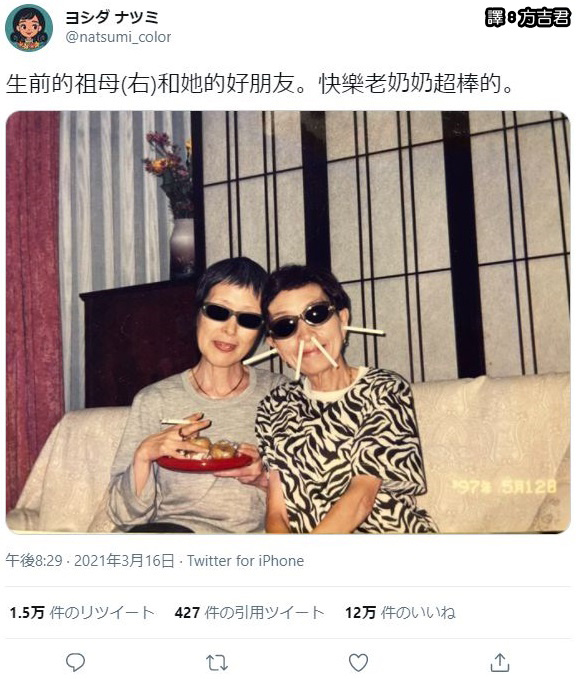 ヨシダ ナツミ
譯:方吉君
@natsumi_color
生前的祖母(右)和她的好朋友。快樂老奶奶超棒的。
'97年 5月12日
午後8:29 · 2021年3月16日 · Twitter for iPhone
1.5万 件のリツイート 427 件の引用ツイート 12万 件のいいね